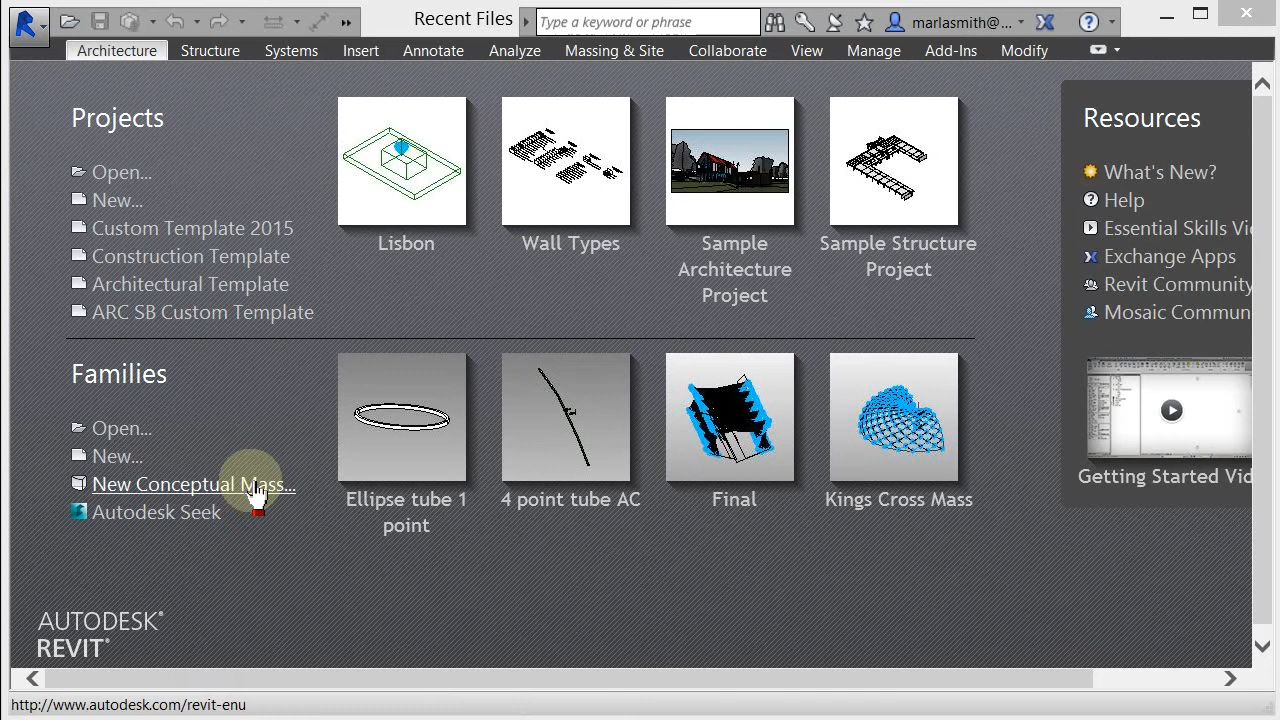 Recent Files
Type a keyword or phrase
marlasmith@...
Architecture Structure Systems Insert Annotate Analyze Massing & Site Collaborate View Manage Add-Ins Modify
Projects
Open...
New...
Custom Template 2015
Construction Template
Architectural Template
ARC SB Custom Template
Lisbon
Wall Types
Sample
Architecture
Project
Sample Structure
Project
Families
Open...
New...
New Conceptual Mass...
Autodesk Seek
Ellipse tube 1
point
4 point tube AC
Final
Kings Cross Mass
Resources
What's New?
Help
Essential Skills Vi
Exchange Apps
Revit Community
Mosaic Commun
Getting Started Vid
AUTODESK®
REVIT®
http://www.autodesk.com/revit-enu